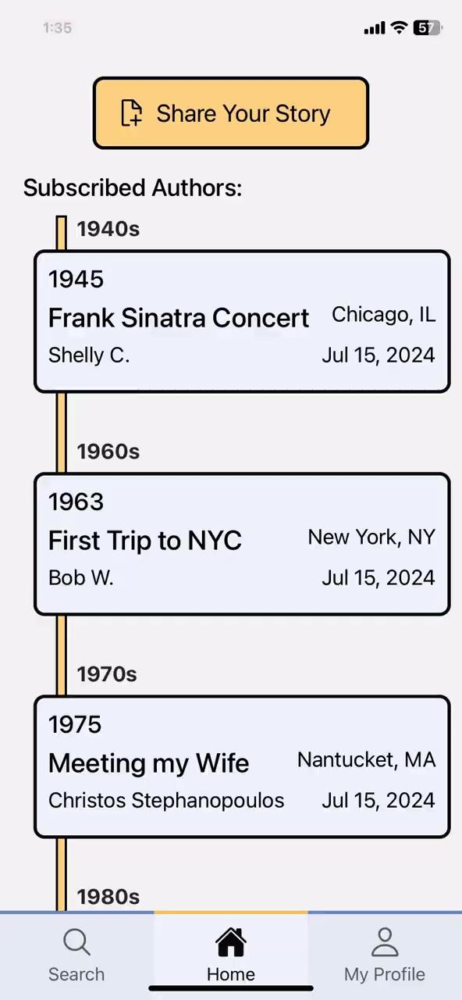 1:35
57
Share Your Story
Subscribed Authors:
1940s
1945
Frank Sinatra Concert Chicago, IL
Shelly C. Jul 15, 2024
1960s
1963
First Trip to NYC New York, NY
Bob W. Jul 15, 2024
1970s
1975
Meeting my Wife Nantucket, MA
Christos Stephanopoulos Jul 15, 2024
1980s
Search Home My Profile